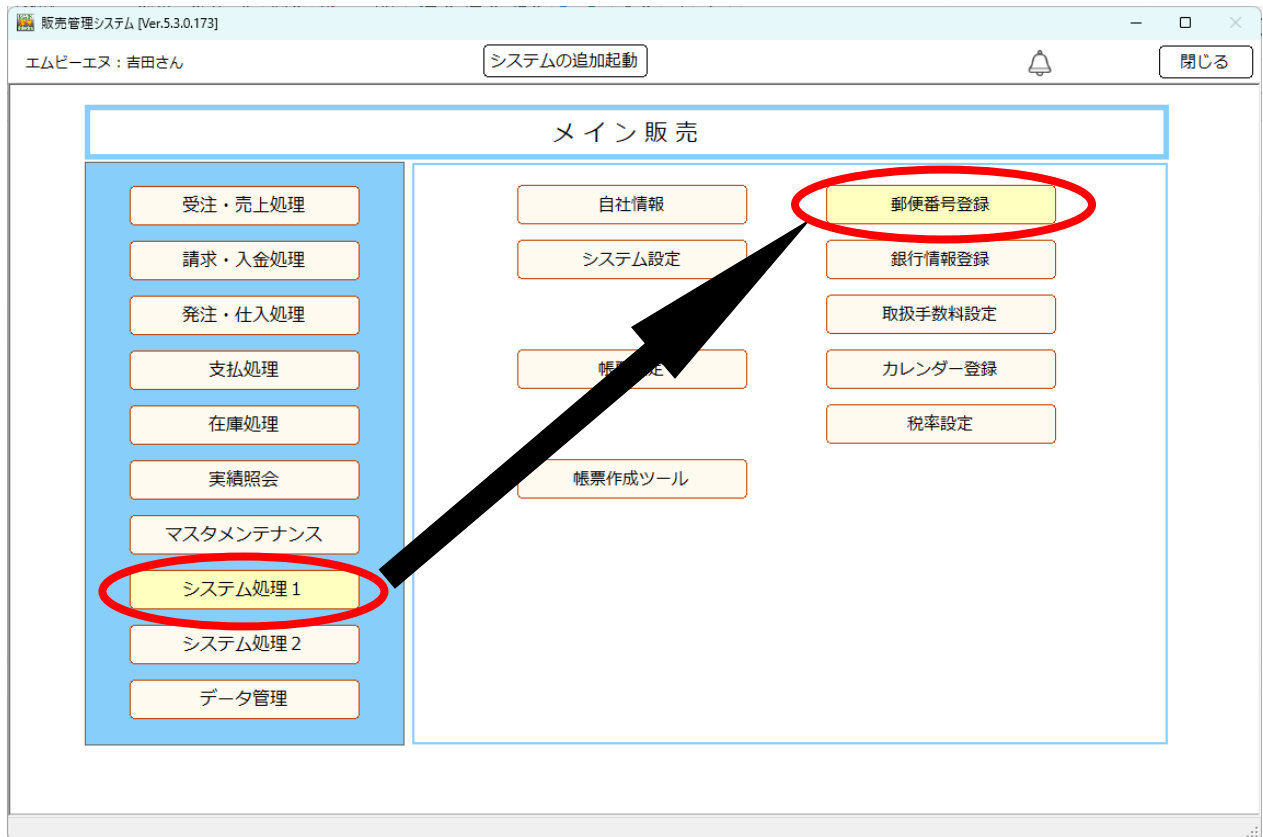 販売管理システム [Ver.5.3.0.173]
エムビーエヌ：吉田さん
システムの追加起動
閉じる
メイン販売
受注・売上処理
請求・入金処理
発注・仕入処理
支払処理
在庫処理
実績照会
マスタメンテナンス
システム処理１
システム処理２
データ管理
自社情報
システム設定
帳票作成ツール
郵便番号登録
銀行情報登録
取扱手数料設定
カレンダー登録
税率設定